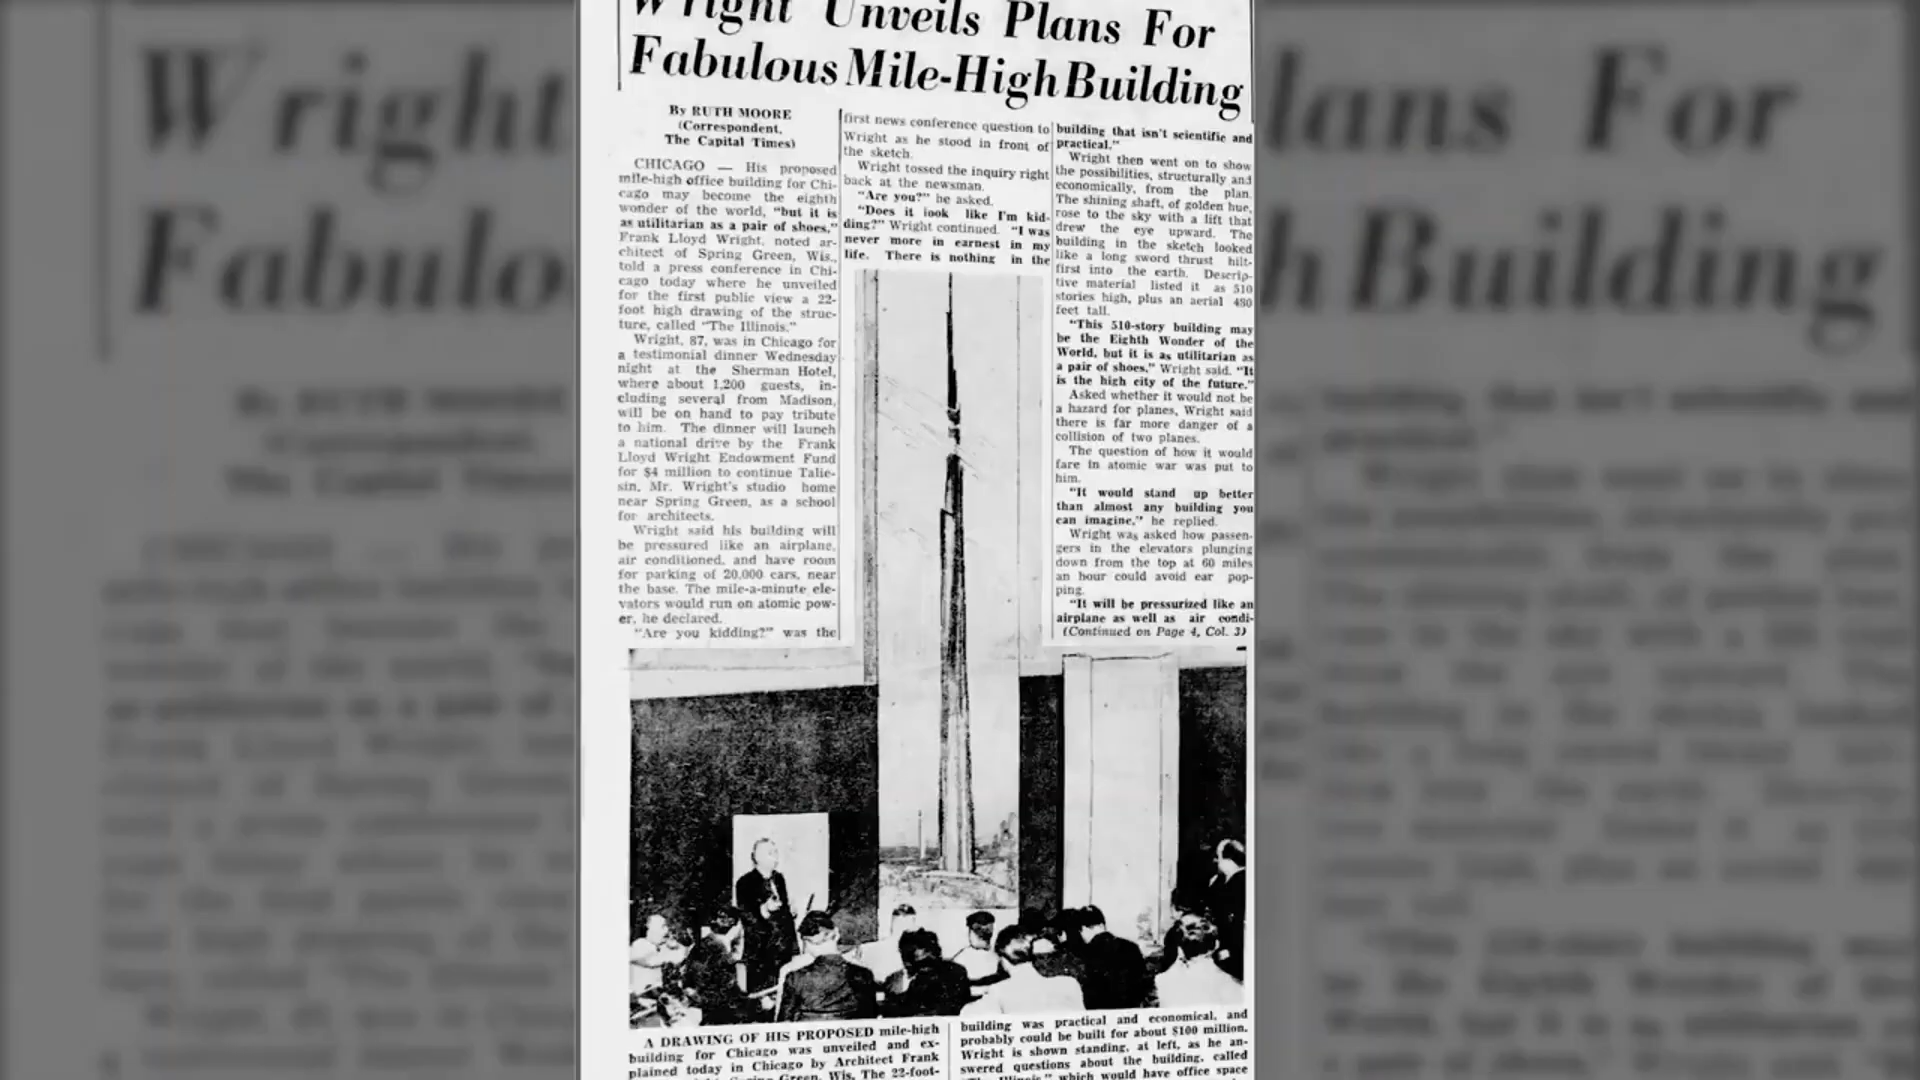 Wright Unveils Plans For
Fabulous Mile-High Building
By RUTH MOORE
(Correspondent,
The Capital Times)
CHICAGO — His proposed
mile-high office building for Chi-
cago may become the eighth
wonder of the world, "but it is
as utilitarian as a pair of shoes,"
Frank Lloyd Wright, noted ar-
chitect of Spring Green, Wis.,
told a press conference in Chi-
cago today where he unveiled
for the first public view a 22-
foot high drawing of the struc-
ture, called "The Illinois."
Wright, 87, was in Chicago for
a testimonial dinner Wednesday
night at the Sherman Hotel,
where about 1,200 guests, in-
cluding several from Madison,
will be on hand to pay tribute
to him. The dinner will launch
a national drive by the Frank
Lloyd Wright Endowment Fund
for $4 million to continue Talie-
sin, Mr. Wright's studio home
near Spring Green, as a school
for architects.
Wright said his building will
be pressured like an airplane,
air conditioned, and have room
for parking of 20,000 cars, near
the base. The mile-a-minute ele-
vators would run on atomic pow-
er, he declared.
"Are you kidding?" was the
first news conference question to
Wright as he stood in front of
the sketch.
Wright tossed the inquiry right
back at the newsman.
"Are you?" he asked.
"Does it look like I'm kid-
ding?" Wright continued. "I was
never more in earnest in my
life. There is nothing in the
building that isn't scientific and
practical."
Wright then went on to show
the possibilities, structurally and
economically, from the plan.
The shining shaft, of golden hue,
rose to the sky with a lift that
drew the eye upward. The
building in the sketch looked
like a long sword thrust hilt-
first into the earth. Descrip-
tive material listed it as 510
stories high, plus an aerial 480
feet tall.
"This 510-story building may
be the Eighth Wonder of the
World, but it is as utilitarian as
a pair of shoes," Wright said. "It
is the high city of the future."
Asked whether it would not be
a hazard for planes, Wright said
there is far more danger of a
collision of two planes.
The question of how it would
fare in atomic war was put to
him.
"It would stand up better
than almost any building you
can imagine," he replied.
Wright was asked how passen-
gers in the elevators plunging
down from the top at 60 miles
an hour could avoid ear pop-
ping.
"It will be pressurized like an
airplane as well as air condi-
(Continued on Page 4, Col. 3)
A DRAWING OF HIS PROPOSED mile-high
building for Chicago was unveiled and ex-
plained today in Chicago by Architect Frank
Green, Wis. The 22-foot-
building was practical and economical, and
probably could be built for about $100 million.
Wright is shown standing, at left, as he an-
swered questions about the building, called
which would have office space